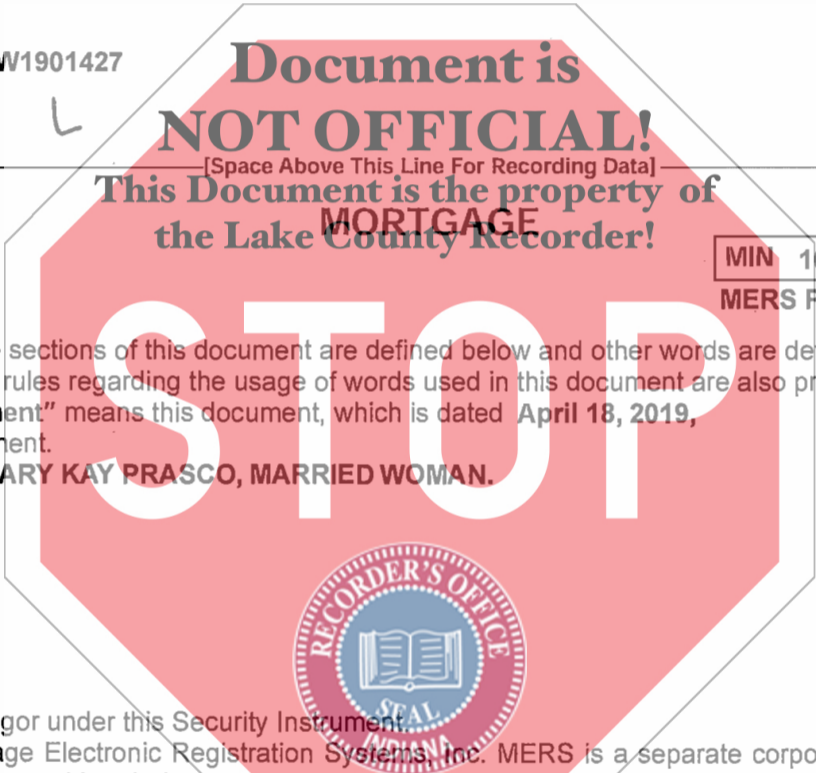 W1901427
Document is
L
NOT OFFICIAL!
[Space Above This Line For Recording Data]
This Document is the property of
MORTGAGE
the Lake County Recorder!
MIN 10
MERS P
STOP
sections of this document are defined below and other words are de
rules regarding the usage of words used in this document are also pr
ent” means this document, which is dated April 18, 2019,
ent.
ARY KAY PRASCO, MARRIED WOMAN.
RECORDER'S OFFICE
SEAL
INDIANA
gor under this Security Instrument.
ge Electronic Registration Systems, Inc. MERS is a separate corpo